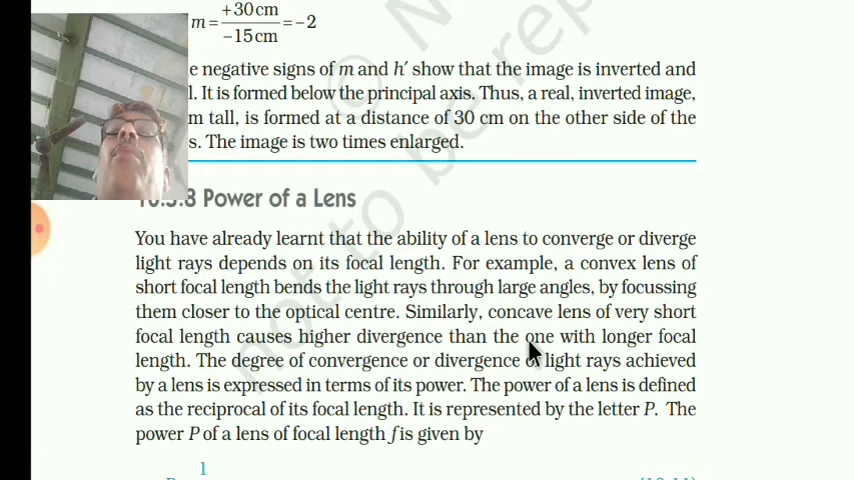 m = +30 cm / −15 cm = −2
e negative signs of m and h′ show that the image is inverted and
l. It is formed below the principal axis. Thus, a real, inverted image,
m tall, is formed at a distance of 30 cm on the other side of the
s. The image is two times enlarged.
8 Power of a Lens
You have already learnt that the ability of a lens to converge or diverge
light rays depends on its focal length. For example, a convex lens of
short focal length bends the light rays through large angles, by focussing
them closer to the optical centre. Similarly, concave lens of very short
focal length causes higher divergence than the one with longer focal
length. The degree of convergence or divergence of light rays achieved
by a lens is expressed in terms of its power. The power of a lens is defined
as the reciprocal of its focal length. It is represented by the letter P. The
power P of a lens of focal length f is given by
1
not to be rep
© N